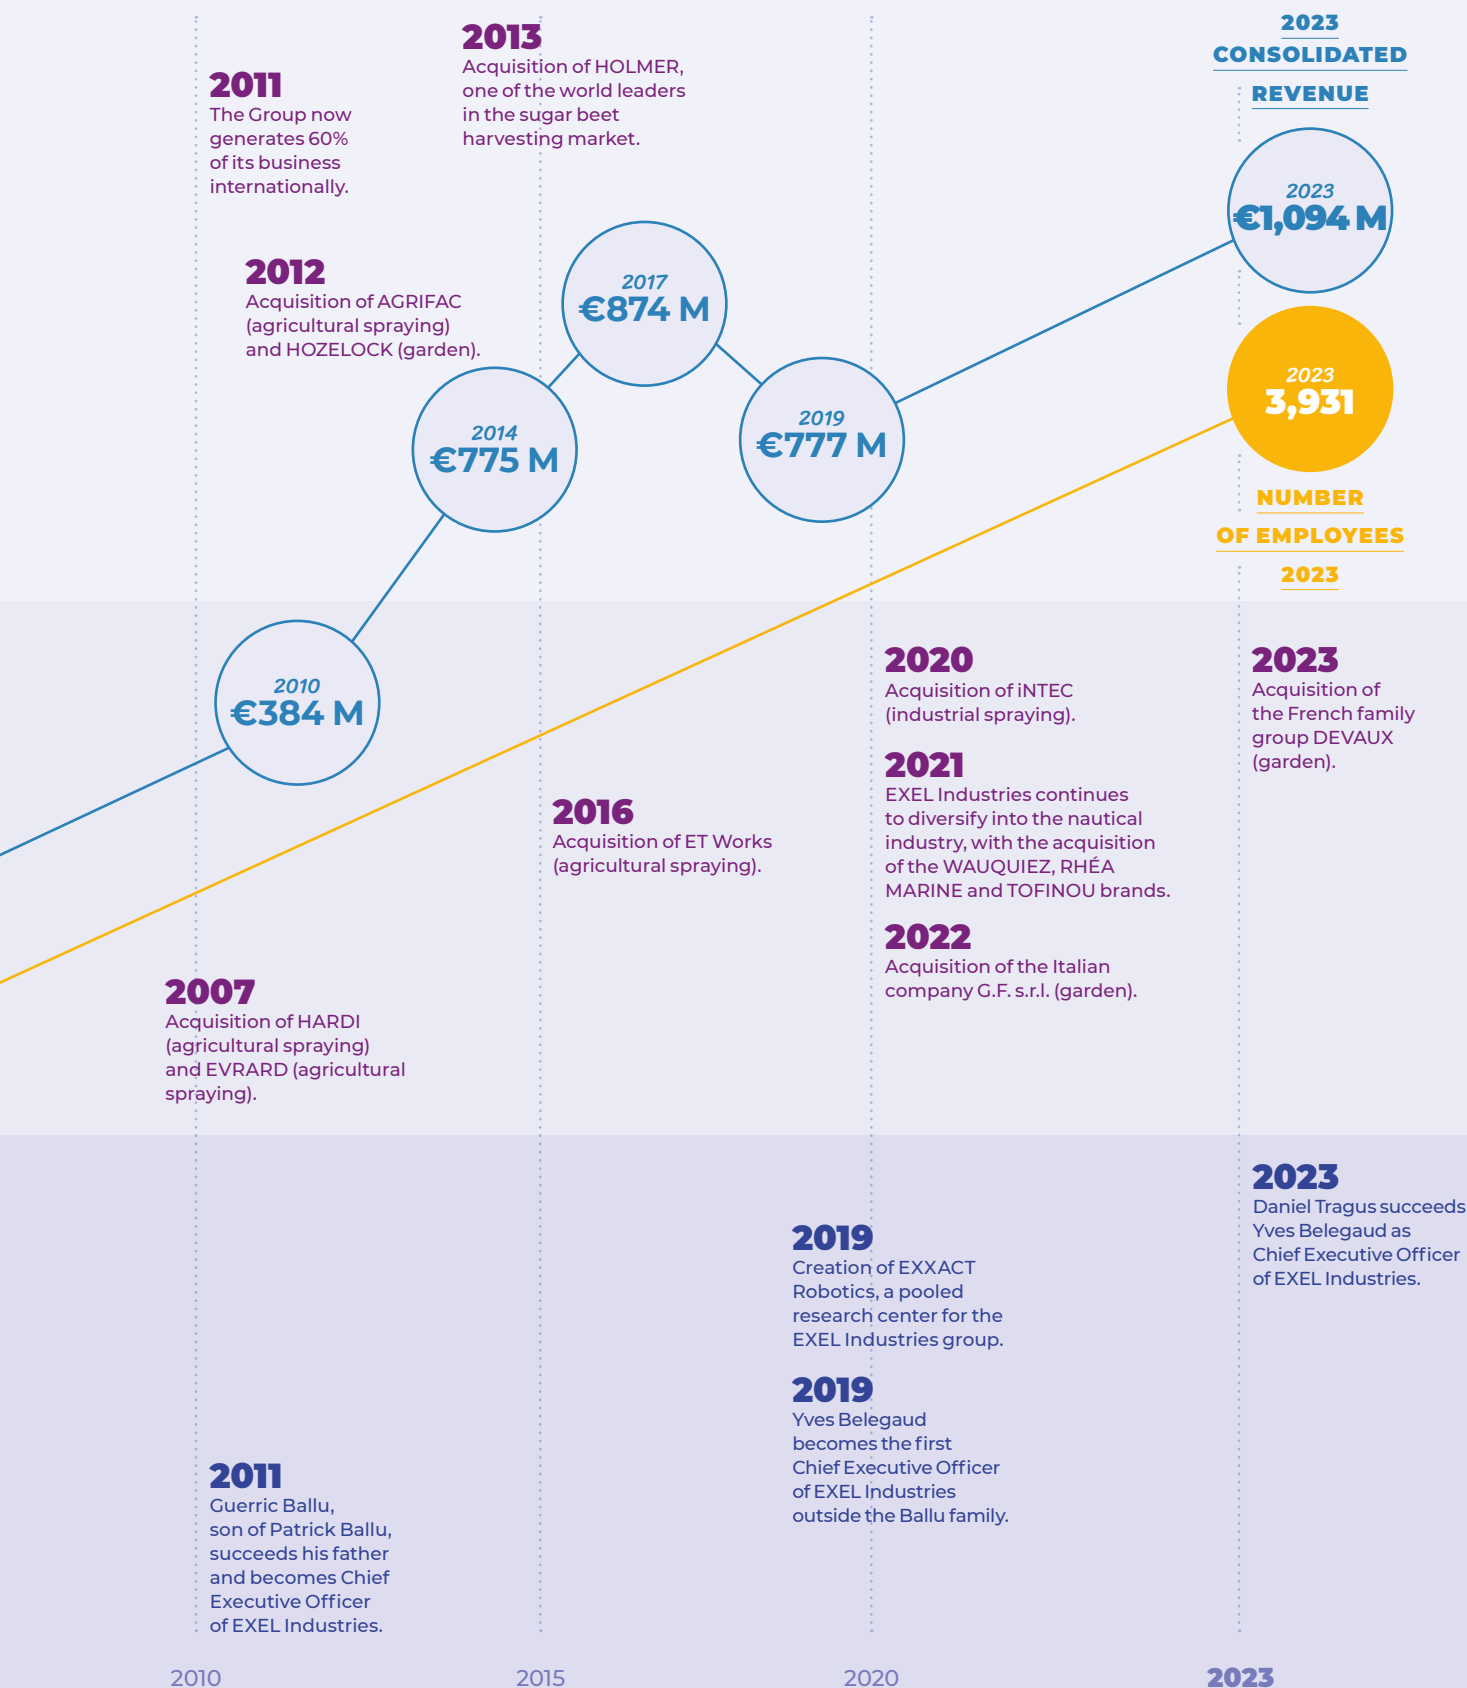 2013
Acquisition of HOLMER,
one of the world leaders
in the sugar beet
harvesting market.
2011
The Group now
generates 60%
of its business
internationally.
2012
Acquisition of AGRIFAC
(agricultural spraying)
and HOZELOCK (garden).
2023
CONSOLIDATED
REVENUE
2023
€1,094 M
2017
€874 M
2019
€777 M
2014
€775 M
2010
€384 M
2023
3,931
NUMBER
OF EMPLOYEES
2023
2007
Acquisition of HARDI
(agricultural spraying)
and EVRARD (agricultural
spraying).
2016
Acquisition of ET Works
(agricultural spraying).
2020
Acquisition of iNTEC
(industrial spraying).
2021
EXEL Industries continues
to diversify into the nautical
industry, with the acquisition
of the WAUQUIEZ, RHÉA
MARINE and TOFINOU brands.
2022
Acquisition of the Italian
company G.F. s.r.l. (garden).
2023
Acquisition of
the French family
group DEVAUX
(garden).
2011
Guerric Ballu,
son of Patrick Ballu,
succeeds his father
and becomes Chief
Executive Officer
of EXEL Industries.
2019
Creation of EXXACT
Robotics, a pooled
research center for the
EXEL Industries group.
2019
Yves Belegaud
becomes the first
Chief Executive Officer
of EXEL Industries
outside the Ballu family.
2023
Daniel Tragus succeeds
Yves Belegaud as
Chief Executive Officer
of EXEL Industries.
2010
2015
2020
2023